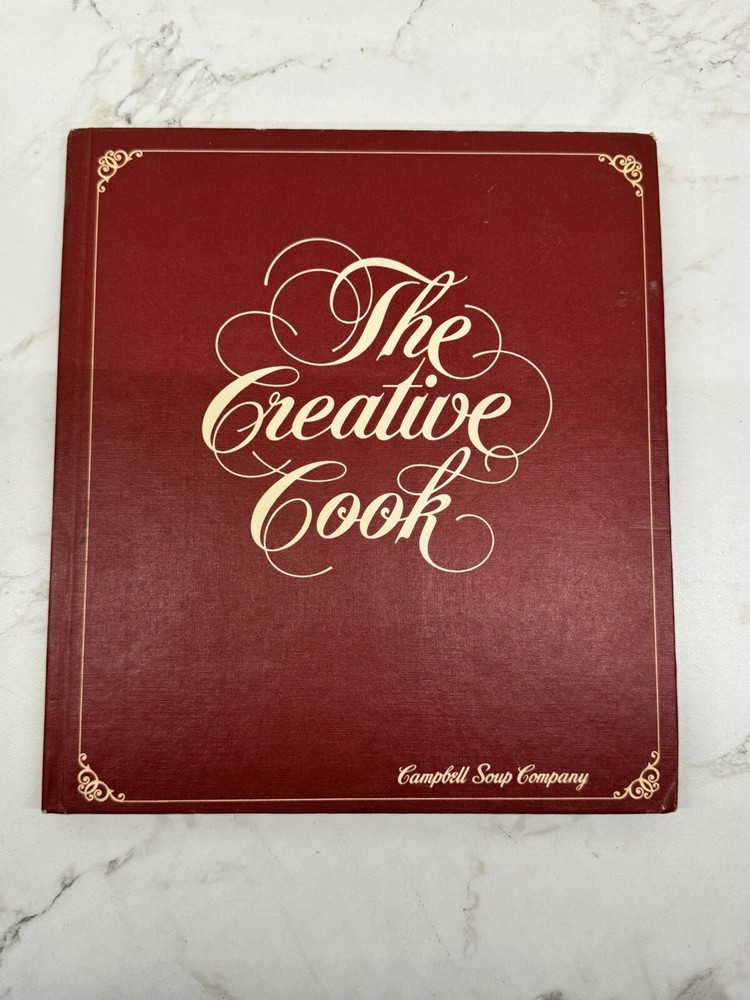 The
Creative
Cook
Campbell Soup Company